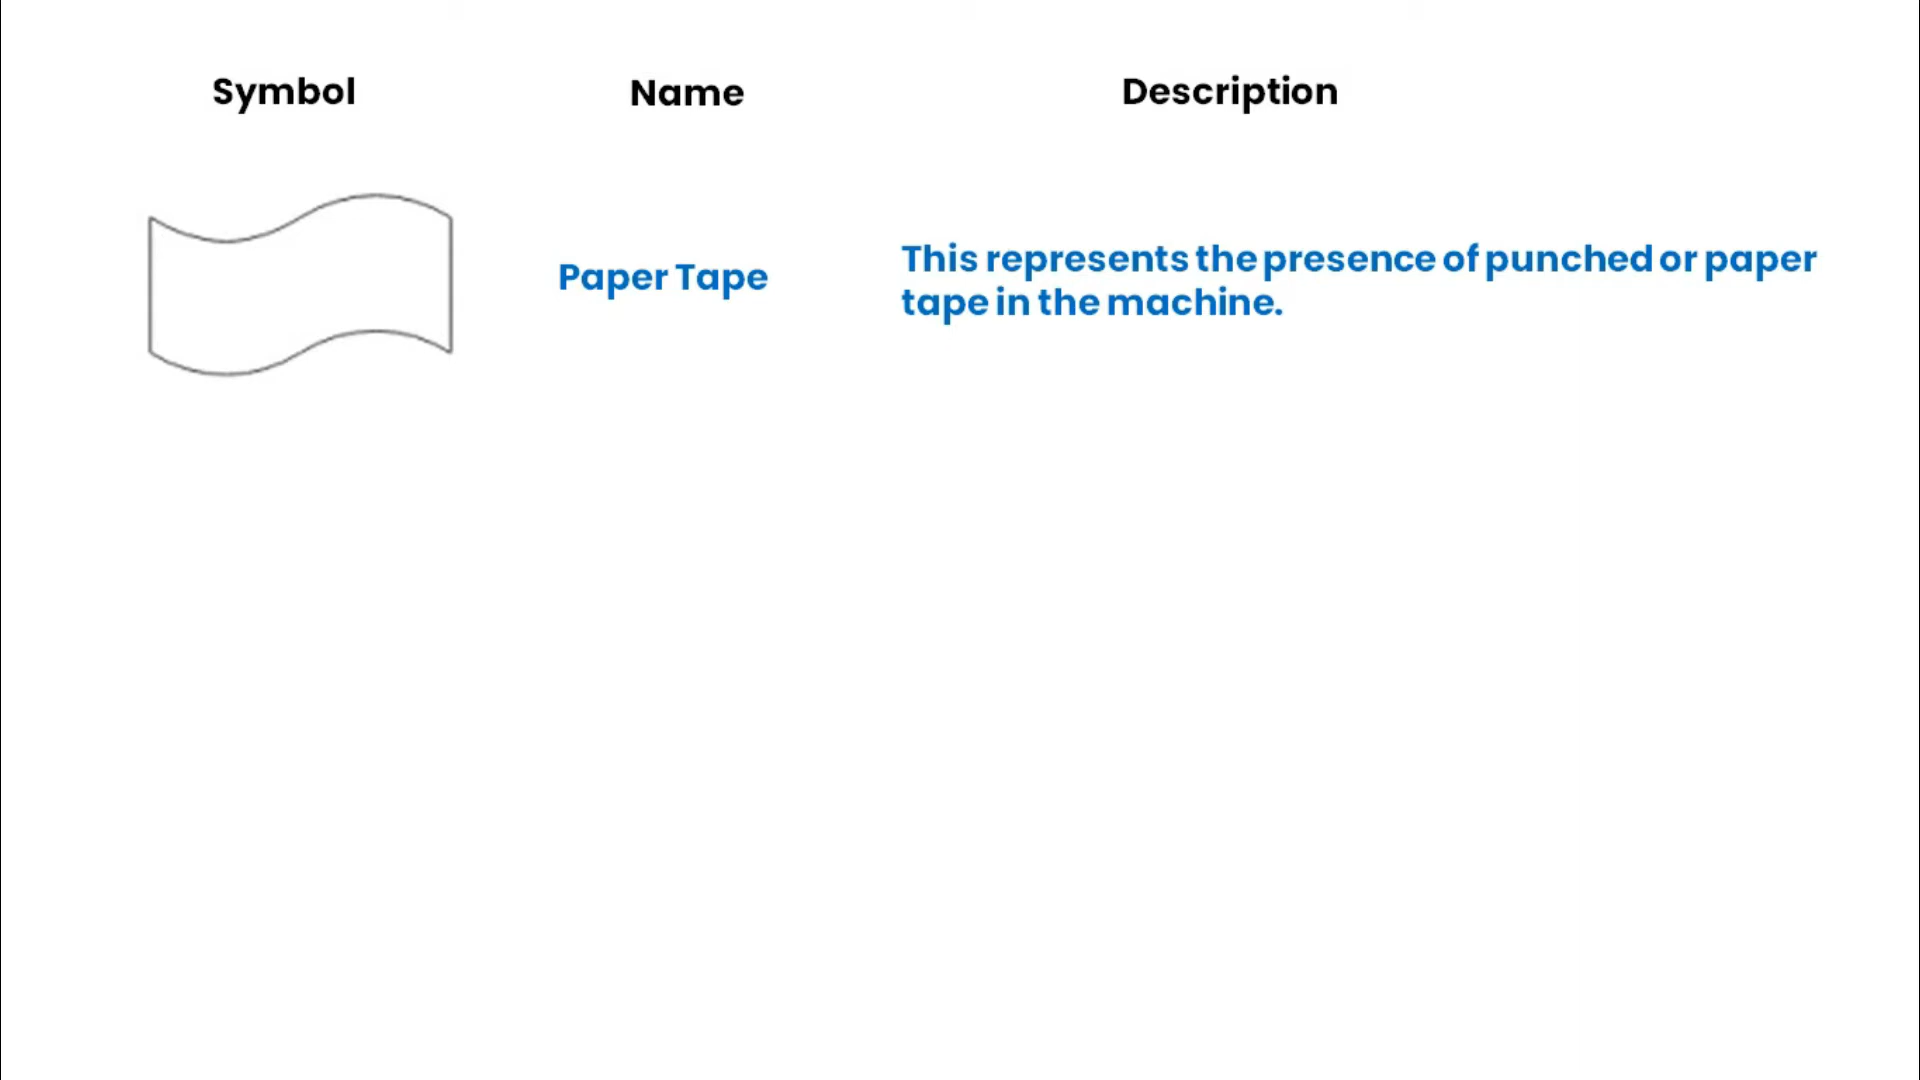 Symbol Name Description
Paper Tape
This represents the presence of punched or paper
tape in the machine.